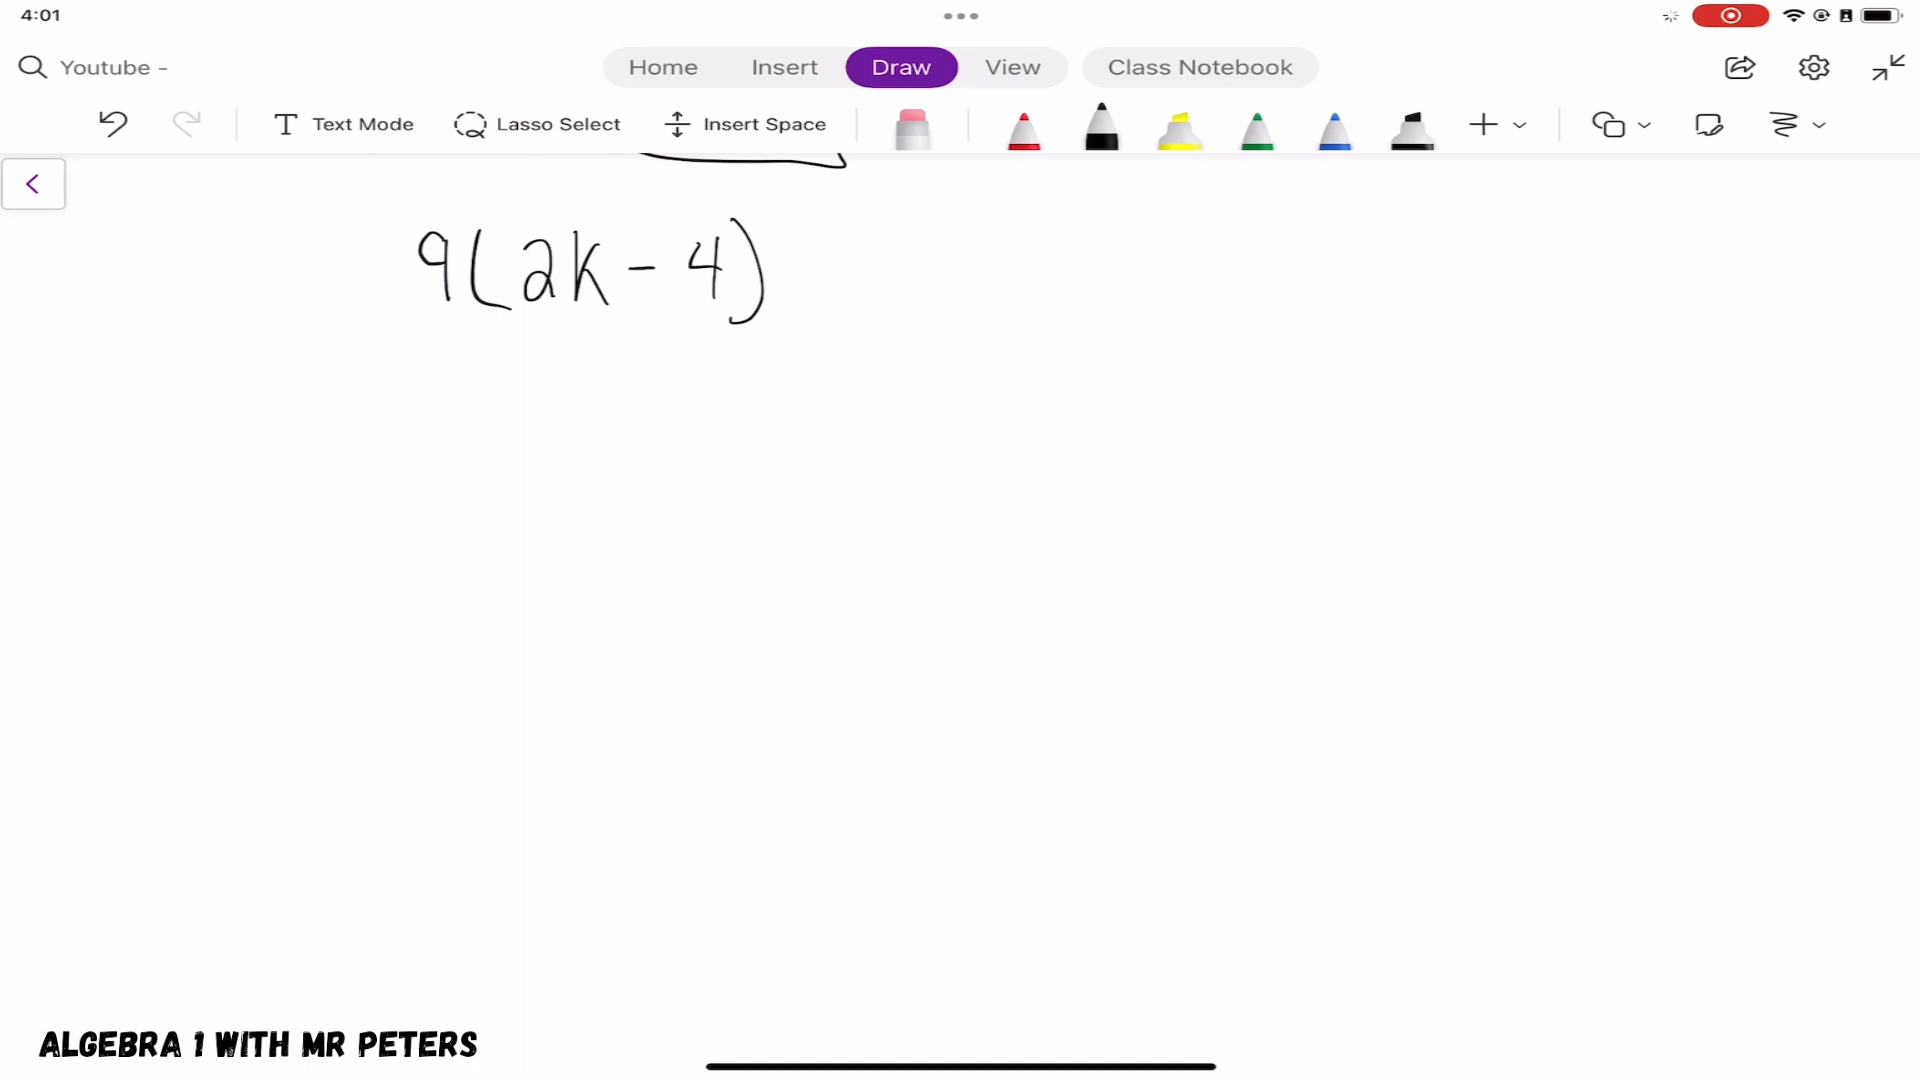 4:01
Youtube -
Home Insert Draw View Class Notebook
Text Mode Lasso Select Insert Space
9(2k - 4)
ALGEBRA 1 WITH MR PETERS